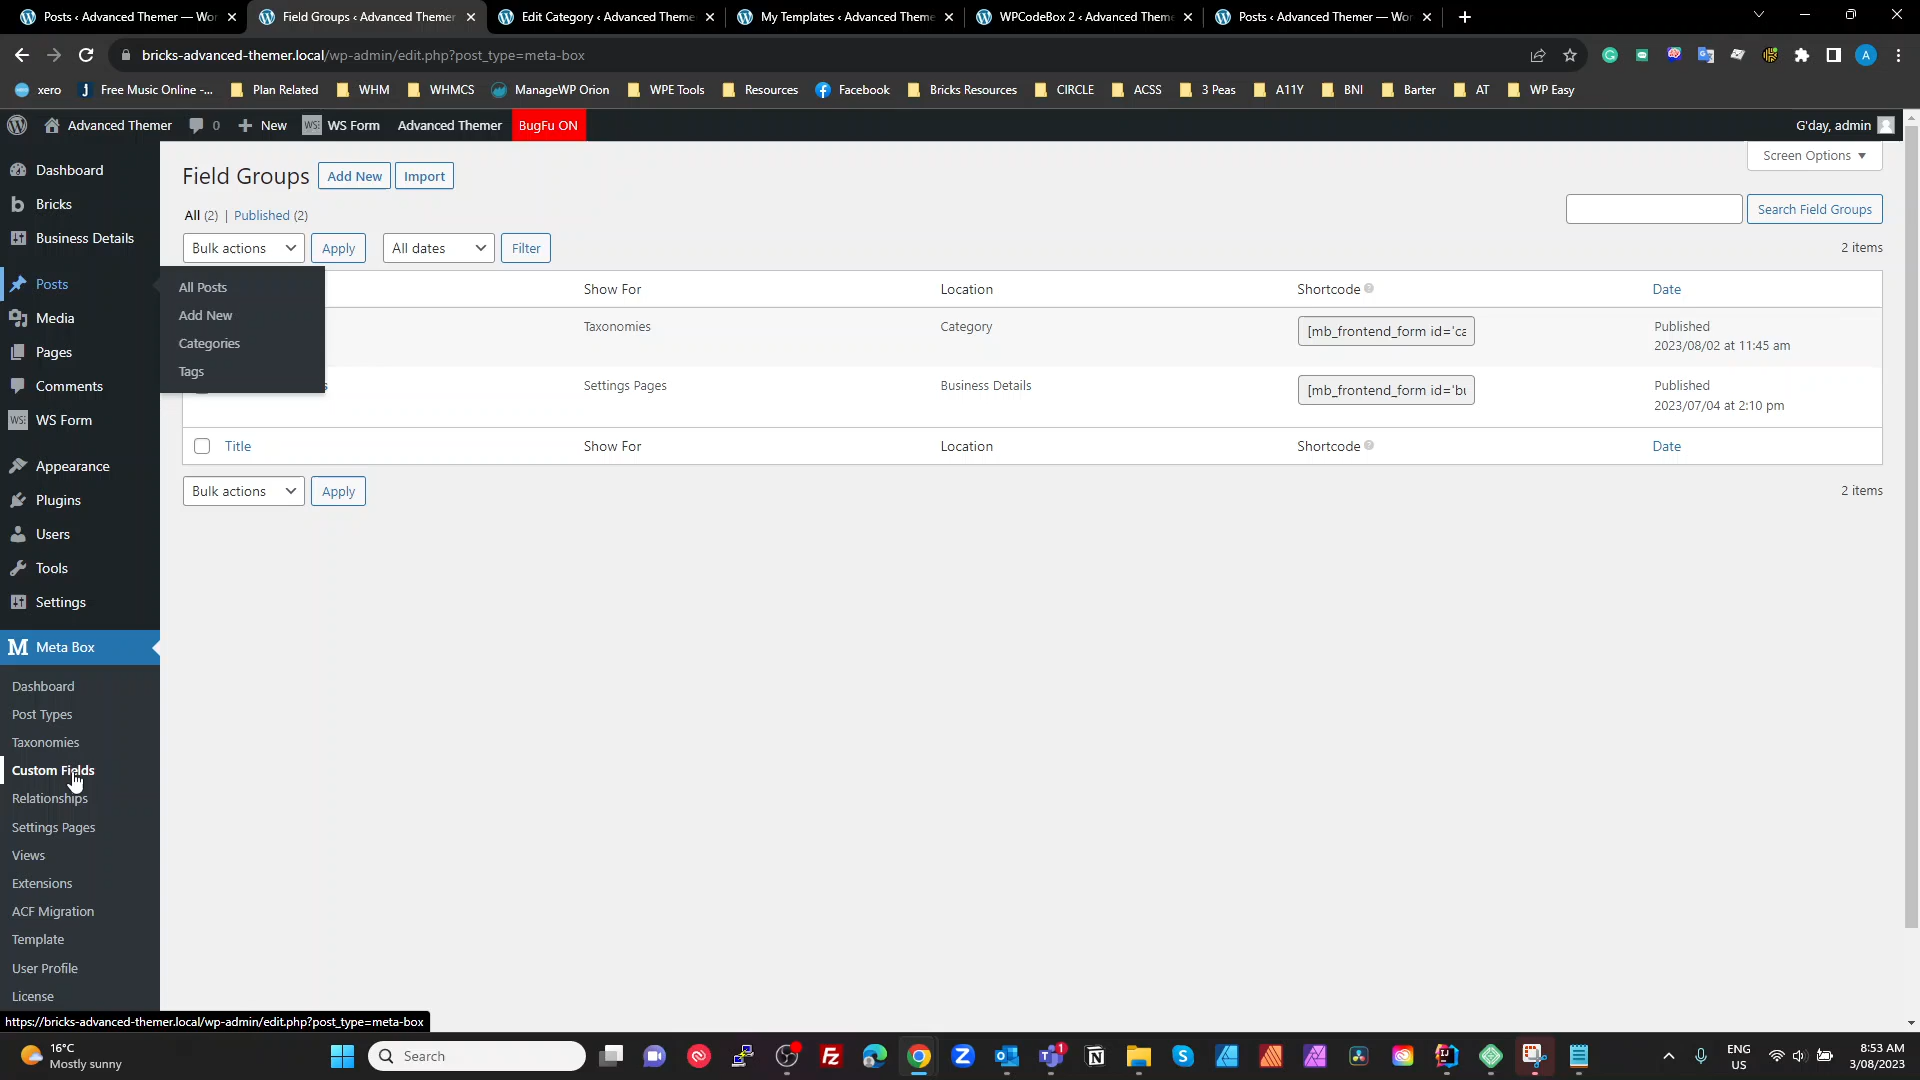 Posts ‹ Advanced Themer — Wor
Field Groups ‹ Advanced Themer
Edit Category ‹ Advanced Theme
My Templates ‹ Advanced Theme
WPCodeBox 2 ‹ Advanced Theme
Posts ‹ Advanced Themer — Wor
bricks-advanced-themer.local/wp-admin/edit.php?post_type=meta-box
A
xero
Free Music Online -...
Plan Related
WHM
WHMCS
ManageWP Orion
WPE Tools
Resources
Facebook
Bricks Resources
CIRCLE
ACSS
3 Peas
A11Y
BNI
Barter
AT
WP Easy
Advanced Themer
0
New
WS Form
Advanced Themer
BugFu ON
G'day, admin
Dashboard
Bricks
Business Details
Posts
Media
Pages
Comments
WS Form
Appearance
Plugins
Users
Tools
Settings
Meta Box
Dashboard
Post Types
Taxonomies
Custom Fields
Relationships
Settings Pages
Views
Extensions
ACF Migration
Template
User Profile
License
All Posts
Add New
Categories
Tags
Screen Options
Field Groups
Add New
Import
All (2) | Published (2)
Search Field Groups
Bulk actions
Apply
All dates
Filter
2 items
Show For
Location
Shortcode
Date
Taxonomies
Category
[mb_frontend_form id='ca
Published
2023/08/02 at 11:45 am
Settings Pages
Business Details
[mb_frontend_form id='bu
Published
2023/07/04 at 2:10 pm
Title
Show For
Location
Shortcode
Date
Bulk actions
Apply
2 items
https://bricks-advanced-themer.local/wp-admin/edit.php?post_type=meta-box
16°C
Mostly sunny
Search
ENG
US
8:53 AM
3/08/2023